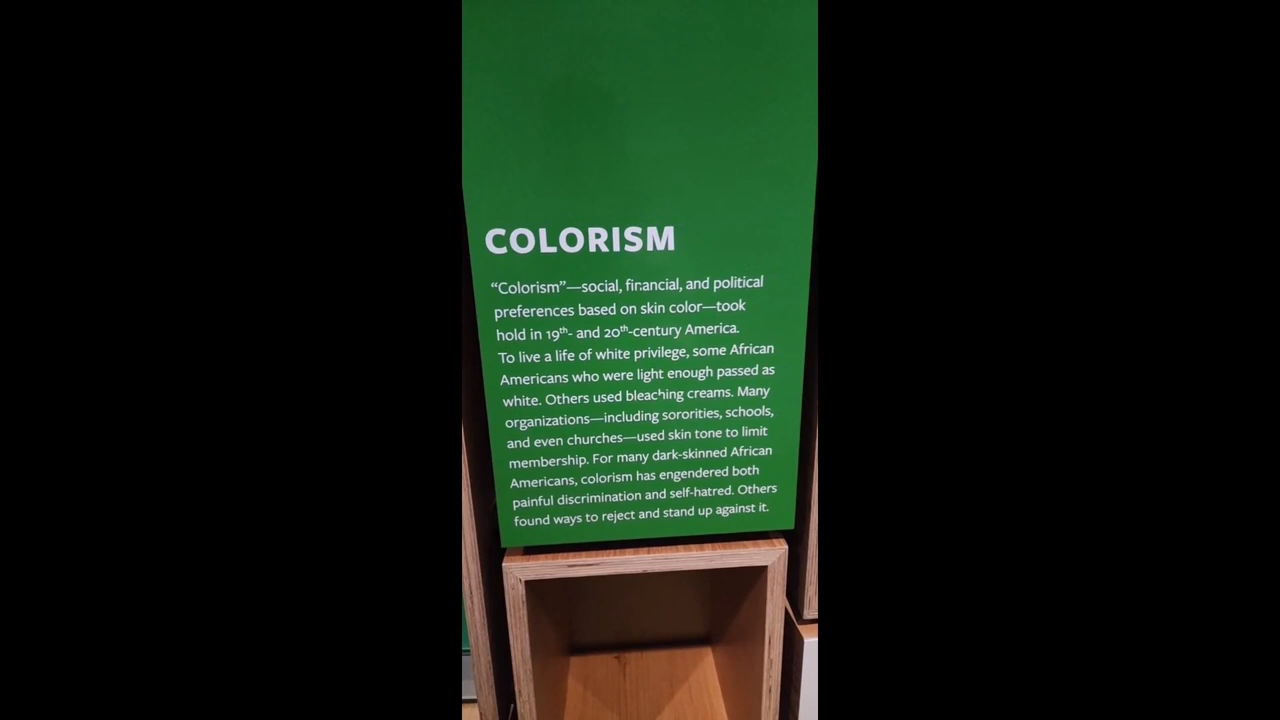 COLORISM
“Colorism”—social, financial, and political
preferences based on skin color—took
hold in 19th- and 20th-century America.
To live a life of white privilege, some African
Americans who were light enough passed as
white. Others used bleaching creams. Many
organizations—including sororities, schools,
and even churches—used skin tone to limit
membership. For many dark-skinned African
Americans, colorism has engendered both
painful discrimination and self-hatred. Others
found ways to reject and stand up against it.